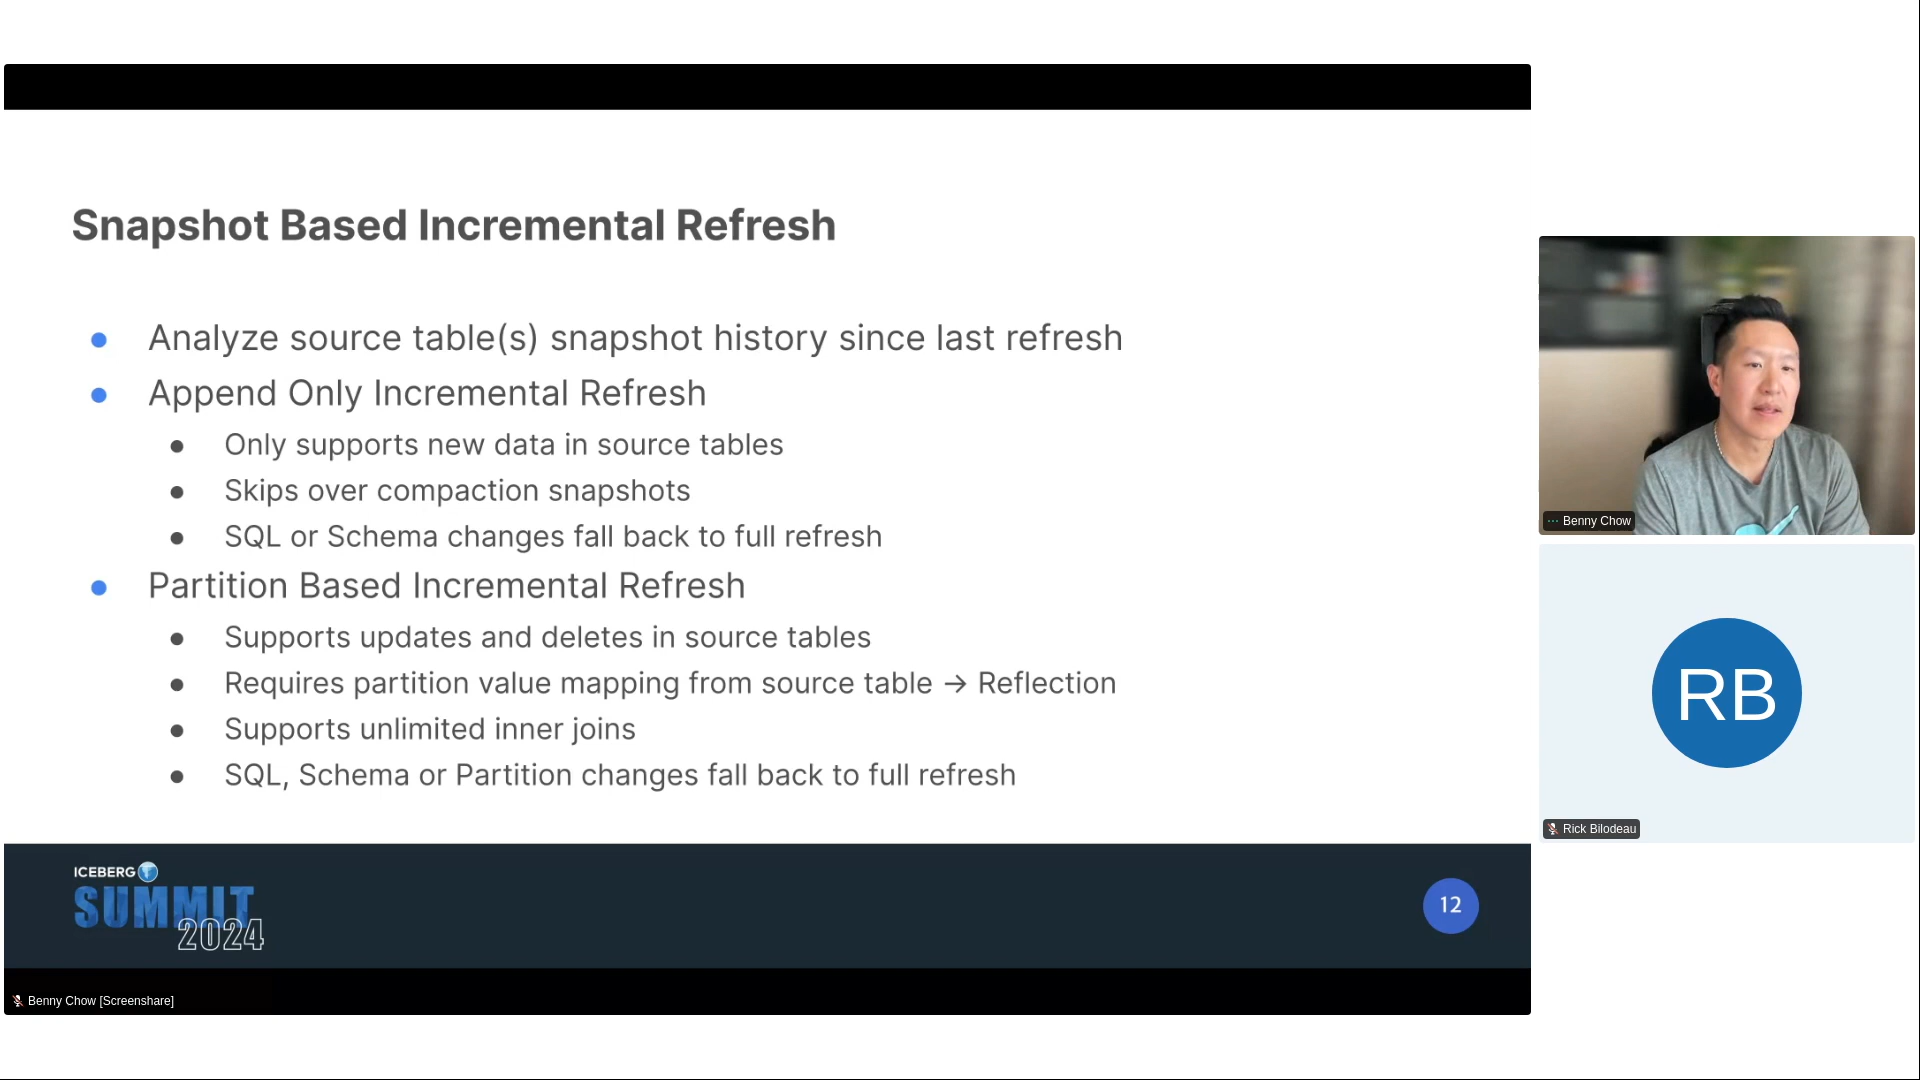 Snapshot Based Incremental Refresh
● Analyze source table(s) snapshot history since last refresh
● Append Only Incremental Refresh
● Only supports new data in source tables
● Skips over compaction snapshots
● SQL or Schema changes fall back to full refresh
● Partition Based Incremental Refresh
● Supports updates and deletes in source tables
● Requires partition value mapping from source table → Reflection
● Supports unlimited inner joins
● SQL, Schema or Partition changes fall back to full refresh
ICEBERG
SUMMIT
2024
12
Benny Chow [Screenshare]
Benny Chow
RB
Rick Bilodeau